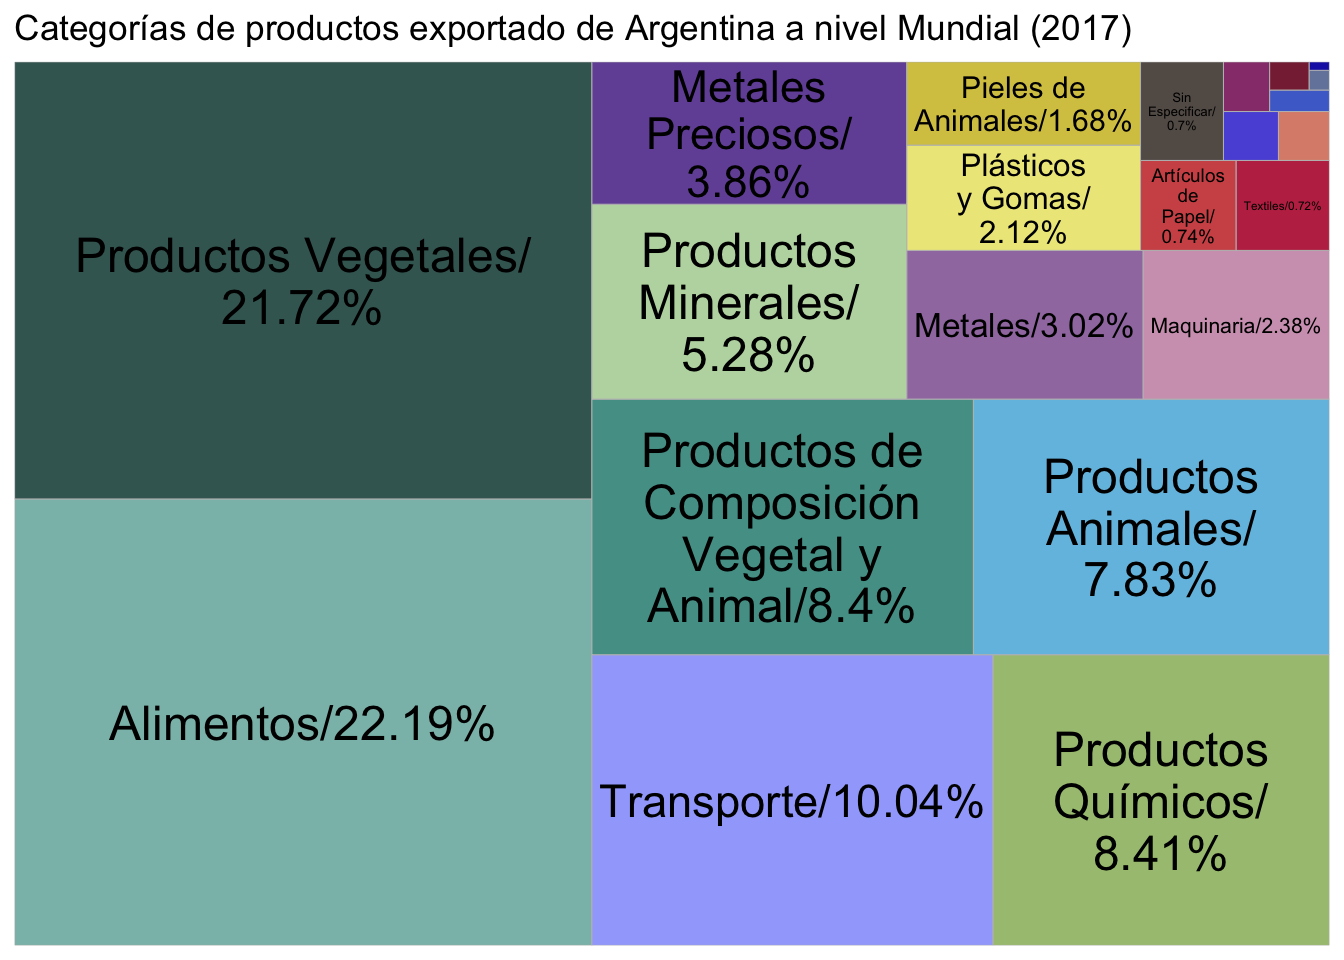 Categorías de productos exportado de Argentina a nivel Mundial (2017)
Productos Vegetales/
21.72%
Alimentos/22.19%
Metales
Preciosos/
3.86%
Productos
Minerales/
5.28%
Pieles de
Animales/1.68%
Plásticos
y Gomas/
2.12%
Sin
Especificar/
0.7%
Artículos
de
Papel/
0.74%
Textiles/0.72%
Metales/3.02%
Maquinaria/2.38%
Productos de
Composición
Vegetal y
Animal/8.4%
Productos
Animales/
7.83%
Transporte/10.04%
Productos
Químicos/
8.41%